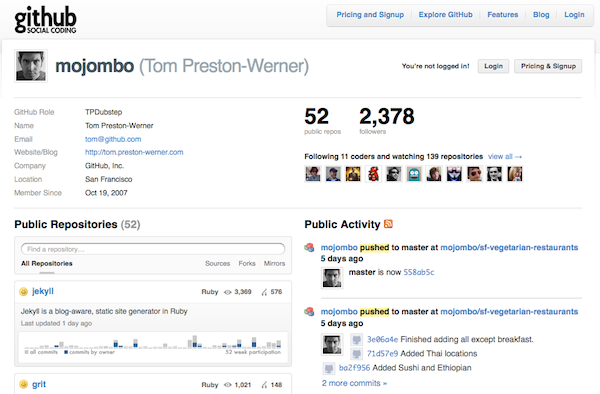 github
SOCIAL CODING
Pricing and Signup Explore GitHub Features Blog Login
mojombo (Tom Preston-Werner)
You're not logged in! Login Pricing & Signup
GitHub Role TPDubstep
Name Tom Preston-Werner
Email tom@github.com
Website/Blog http://tom.preston-werner.com
Company GitHub, Inc.
Location San Francisco
Member Since Oct 19, 2007
52 2,378
public repos followers
Following 11 coders and watching 139 repositories view all →
Public Repositories (52)
Find a repository...
All Repositories Sources Forks Mirrors
jekyll Ruby 3,369 576
Jekyll is a blog-aware, static site generator in Ruby
Last updated 1 day ago
all commits commits by owner 52 week participation
grit Ruby 1,021 148
Public Activity
mojombo pushed to master at mojombo/sf-vegetarian-restaurants
5 days ago
master is now 558ab5c
mojombo pushed to master at mojombo/sf-vegetarian-restaurants
5 days ago
3e06a4e Finished adding all except breakfast.
71d57e9 Added Thai locations
ba2f956 Added Sushi and Ethiopian
2 more commits »